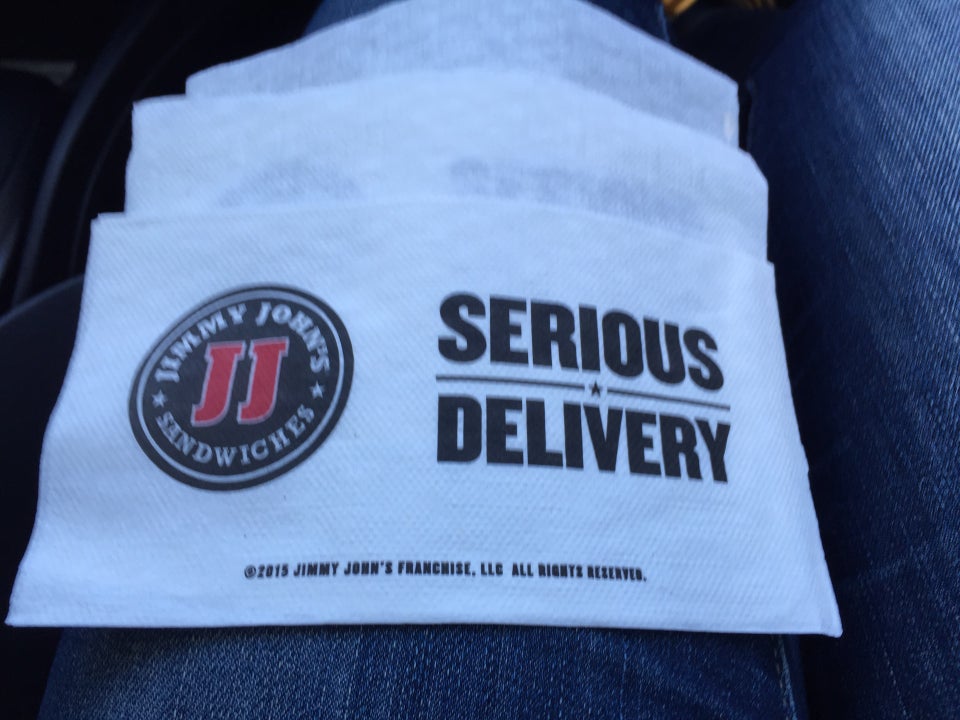 JIMMY JOHN'S
JJ
SANDWICHES
SERIOUS
DELIVERY
©2015 JIMMY JOHN'S FRANCHISE, LLC ALL RIGHTS RESERVED.